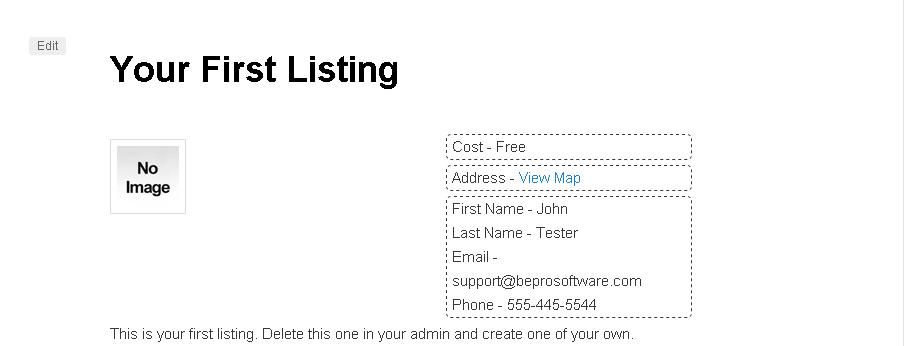 Edit
Your First Listing
No
Image
Cost - Free
Address - View Map
First Name - John
Last Name - Tester
Email -
support@beprosoftware.com
Phone - 555-445-5544
This is your first listing. Delete this one in your admin and create one of your own.